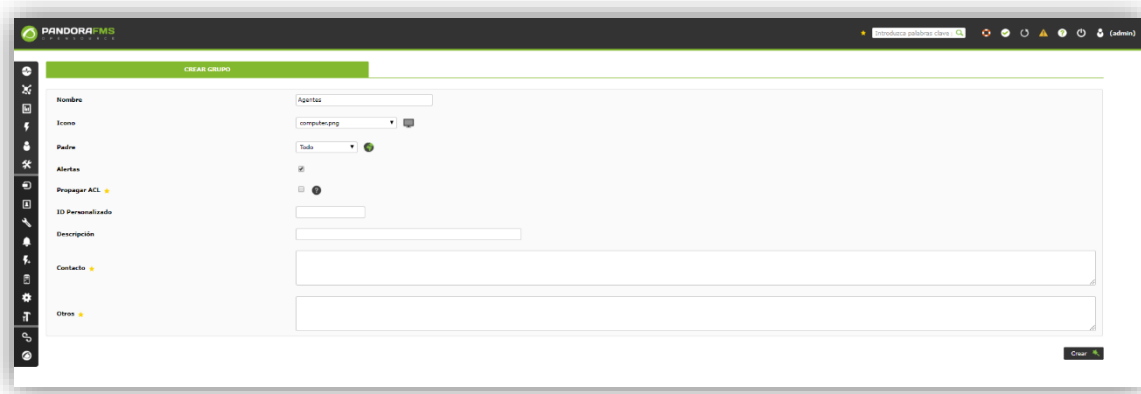 PANDORAFMS
OPENSOURCE
Introduzca palabras clave
(admin)
CREAR GRUPO
Nombre Agentes
Icono computer.png
Padre Todo
Alertas
Propagar ACL
ID Personalizado
Descripción
Contacto
Otros
Crear